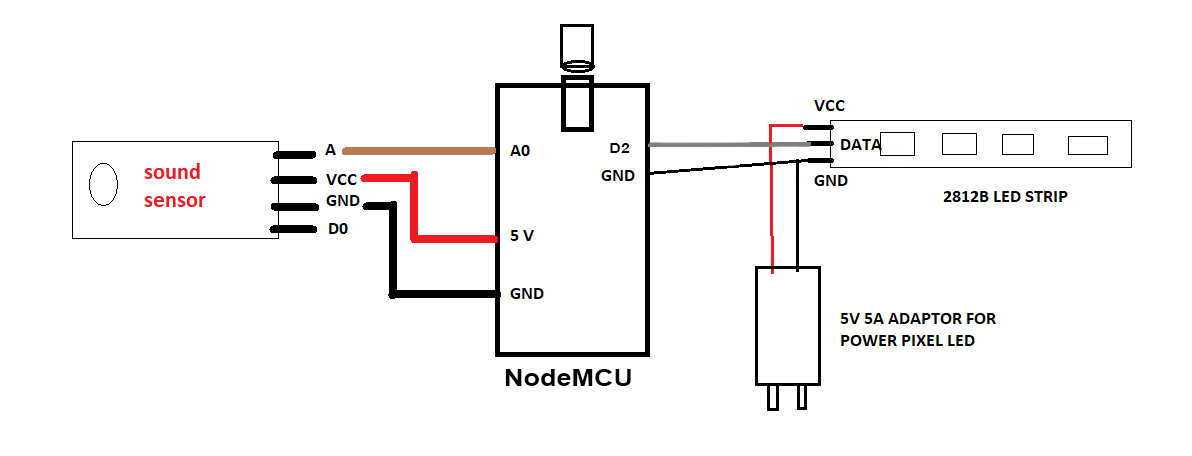 sound
sensor
A
VCC
GND
D0
A0
5 V
GND
D2
GND
NodeMCU
VCC
DATA
GND
2812B LED STRIP
5V 5A ADAPTOR FOR
POWER PIXEL LED